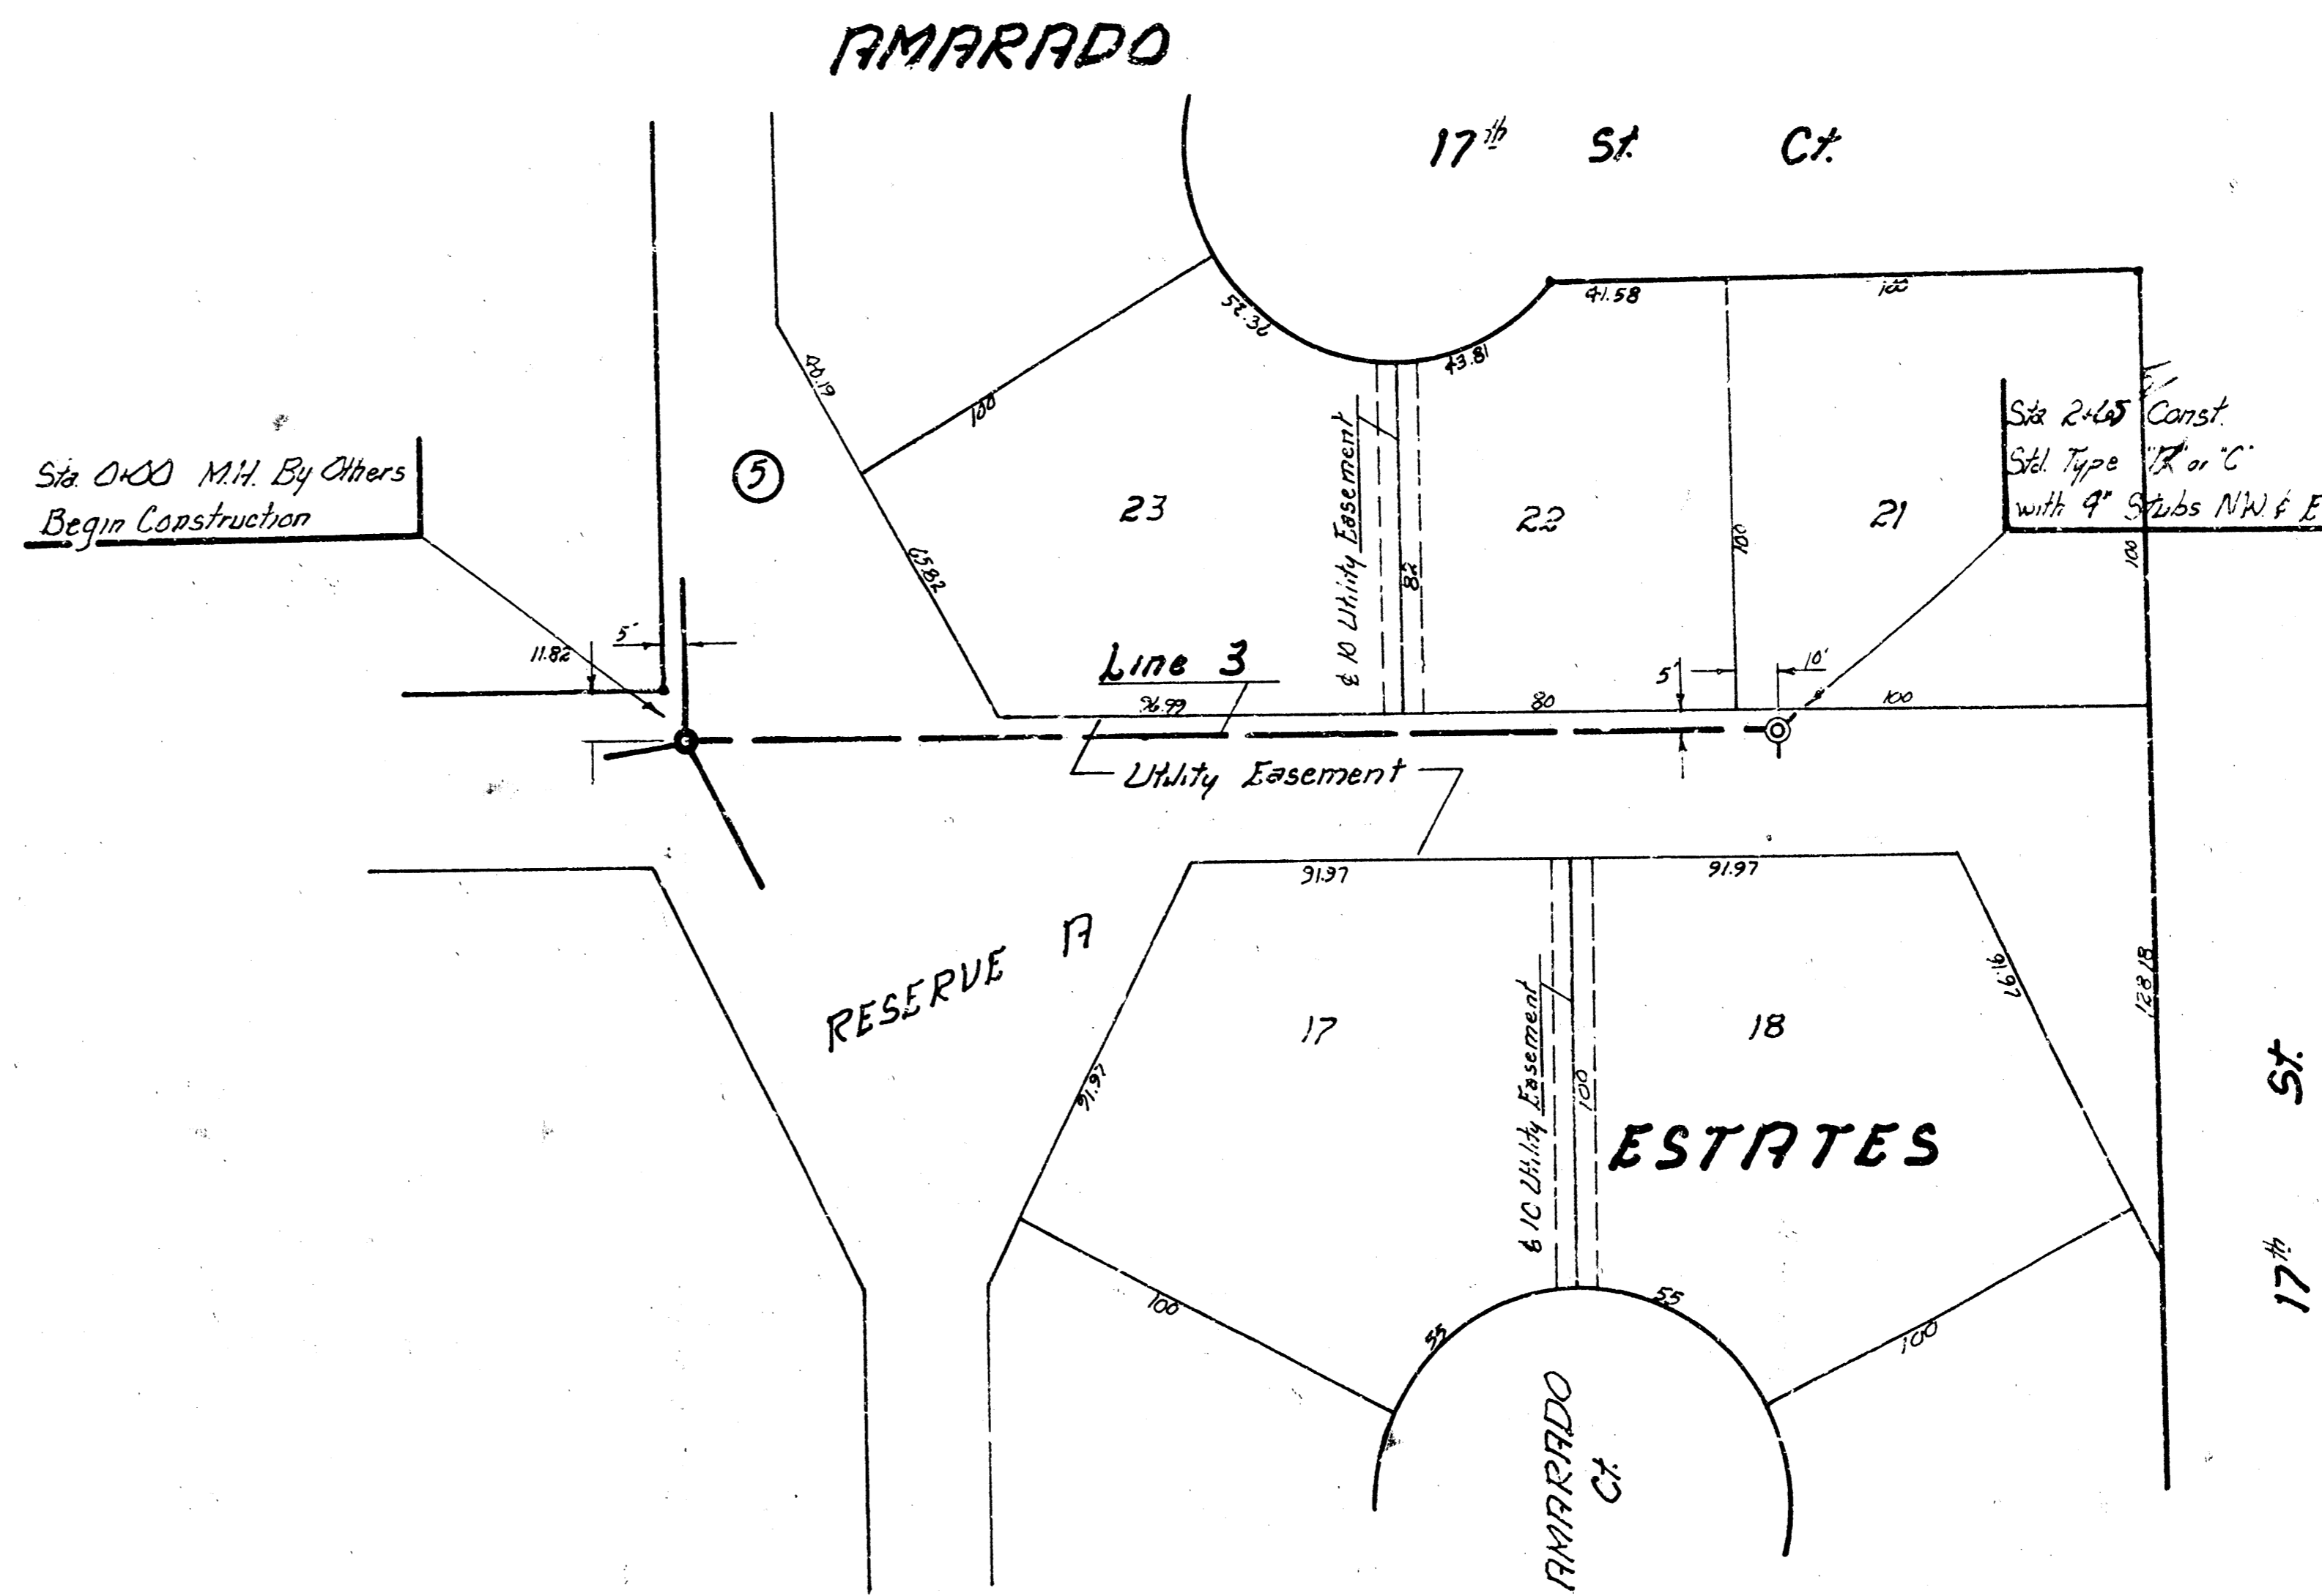 AMARADO
17th St. Ct.
41.58
100
52.36
43.81
40.19
100
Sta. 0+00 M.H. By Others
Begin Construction
5
23
22
21
Sta 2+65 Const.
Std. Type "A" or "C"
with 4" Stubs NW. & E
₵ 10 Utility Easement
82
100
100
65.82
5'
11.82
Line 3
96.99
80
5'
10'
100
Utility Easement
91.97
91.97
RESERVE A
17
18
91.97
₵ 10 Utility Easement
100
128.18
ESTATES
100
55
55
100
AMARADO
Ct.
17th St.